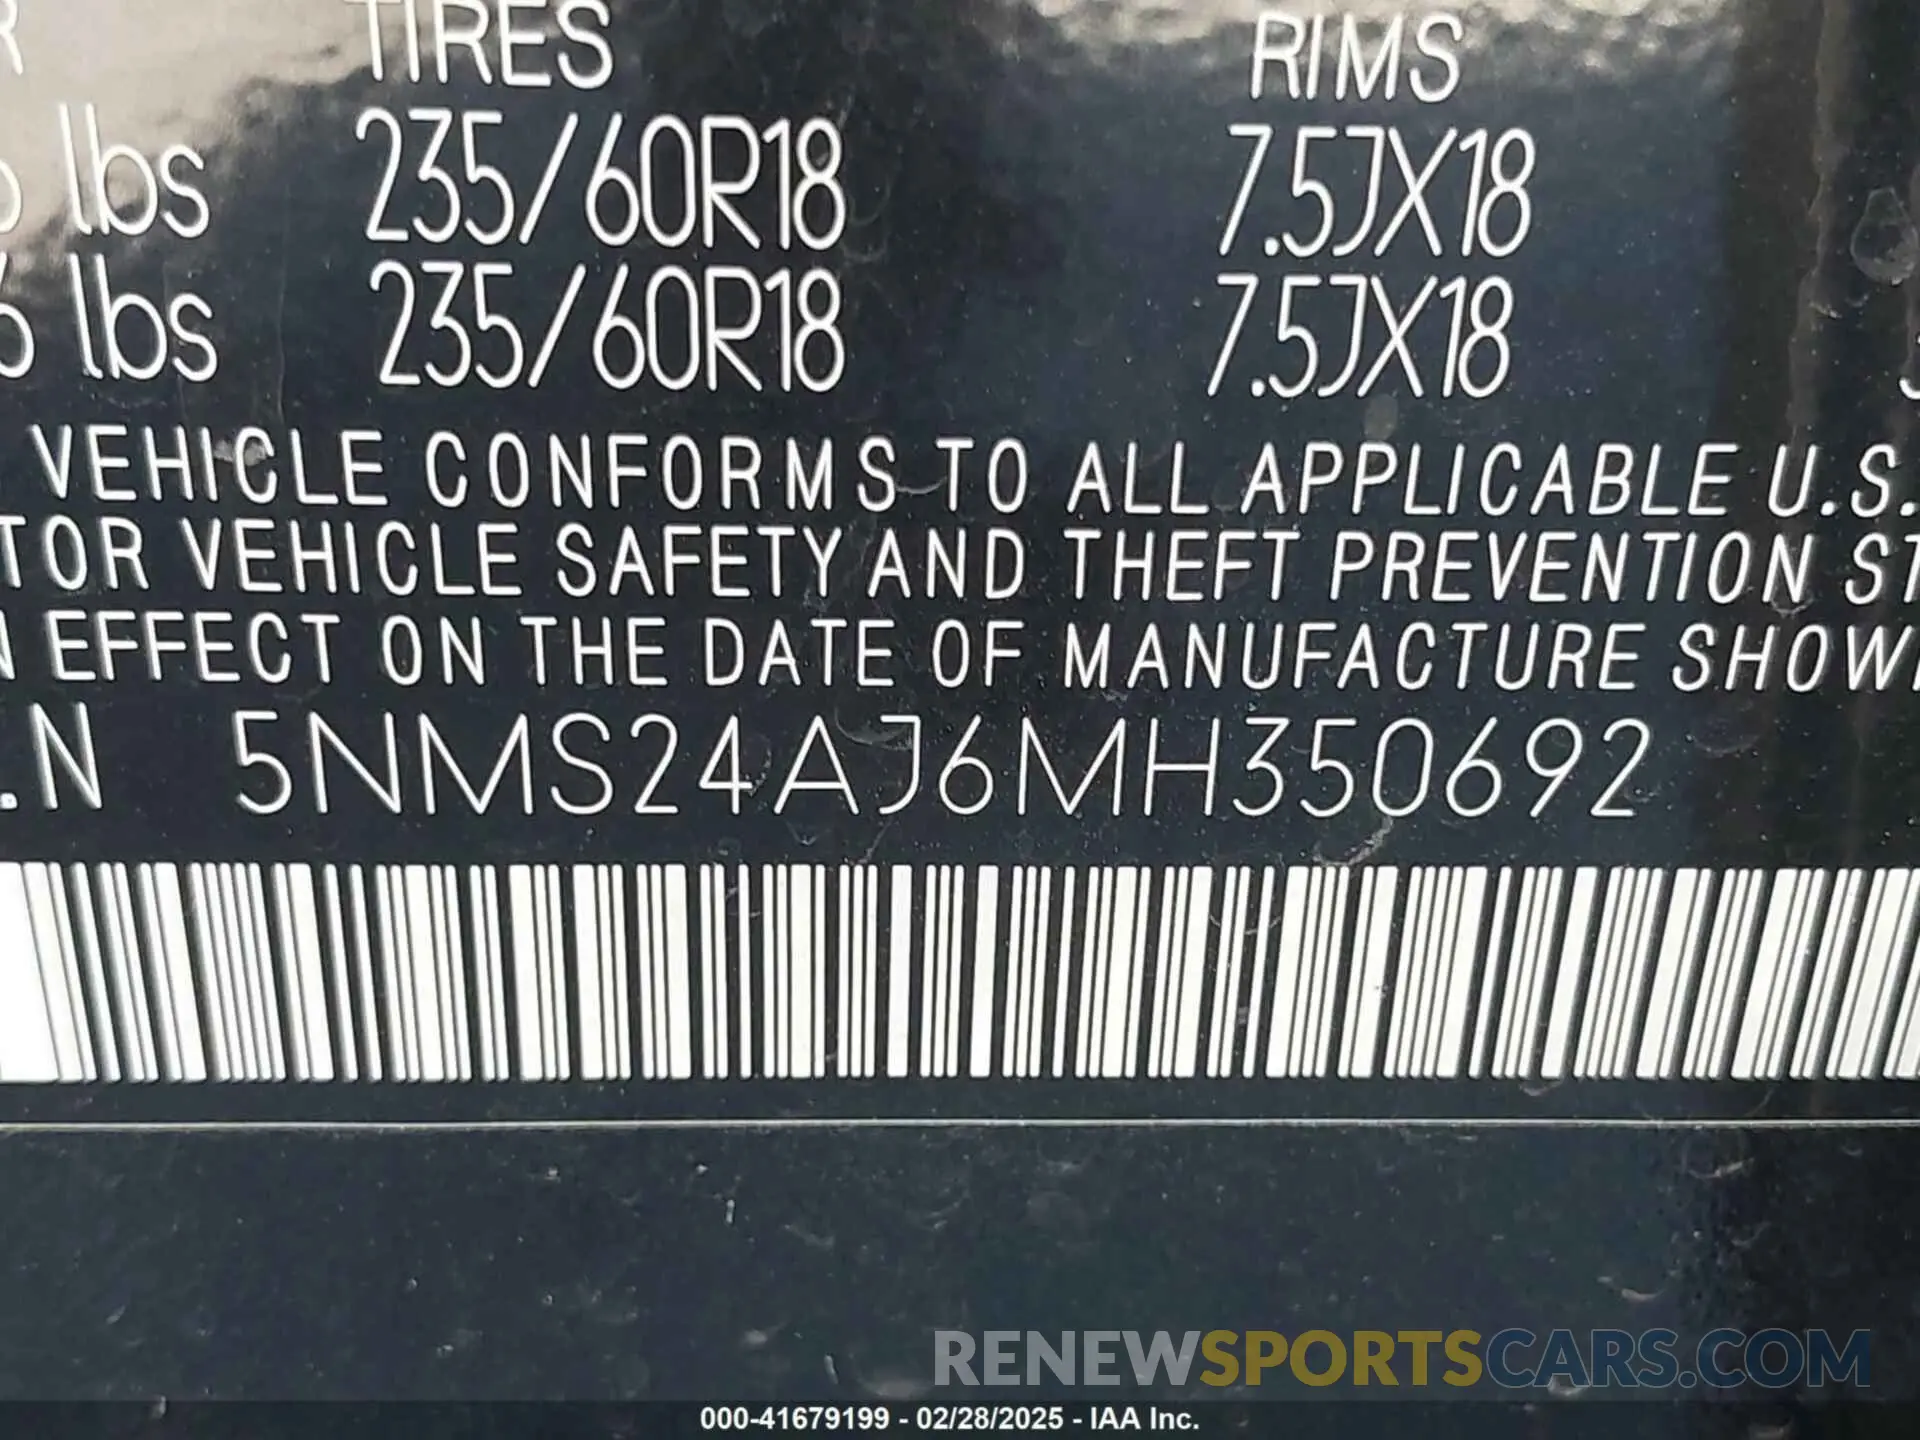 TIRES RIMS
lbs 235/60R18 7.5JX18
lbs 235/60R18 7.5JX18
VEHICLE CONFORMS TO ALL APPLICABLE U.S.
TOR VEHICLE SAFETY AND THEFT PREVENTION ST
N EFFECT ON THE DATE OF MANUFACTURE SHOW
.N 5NMS24AJ6MH350692
RENEWSPORTSCARS.COM
000-41679199 - 02/28/2025 - IAA Inc.